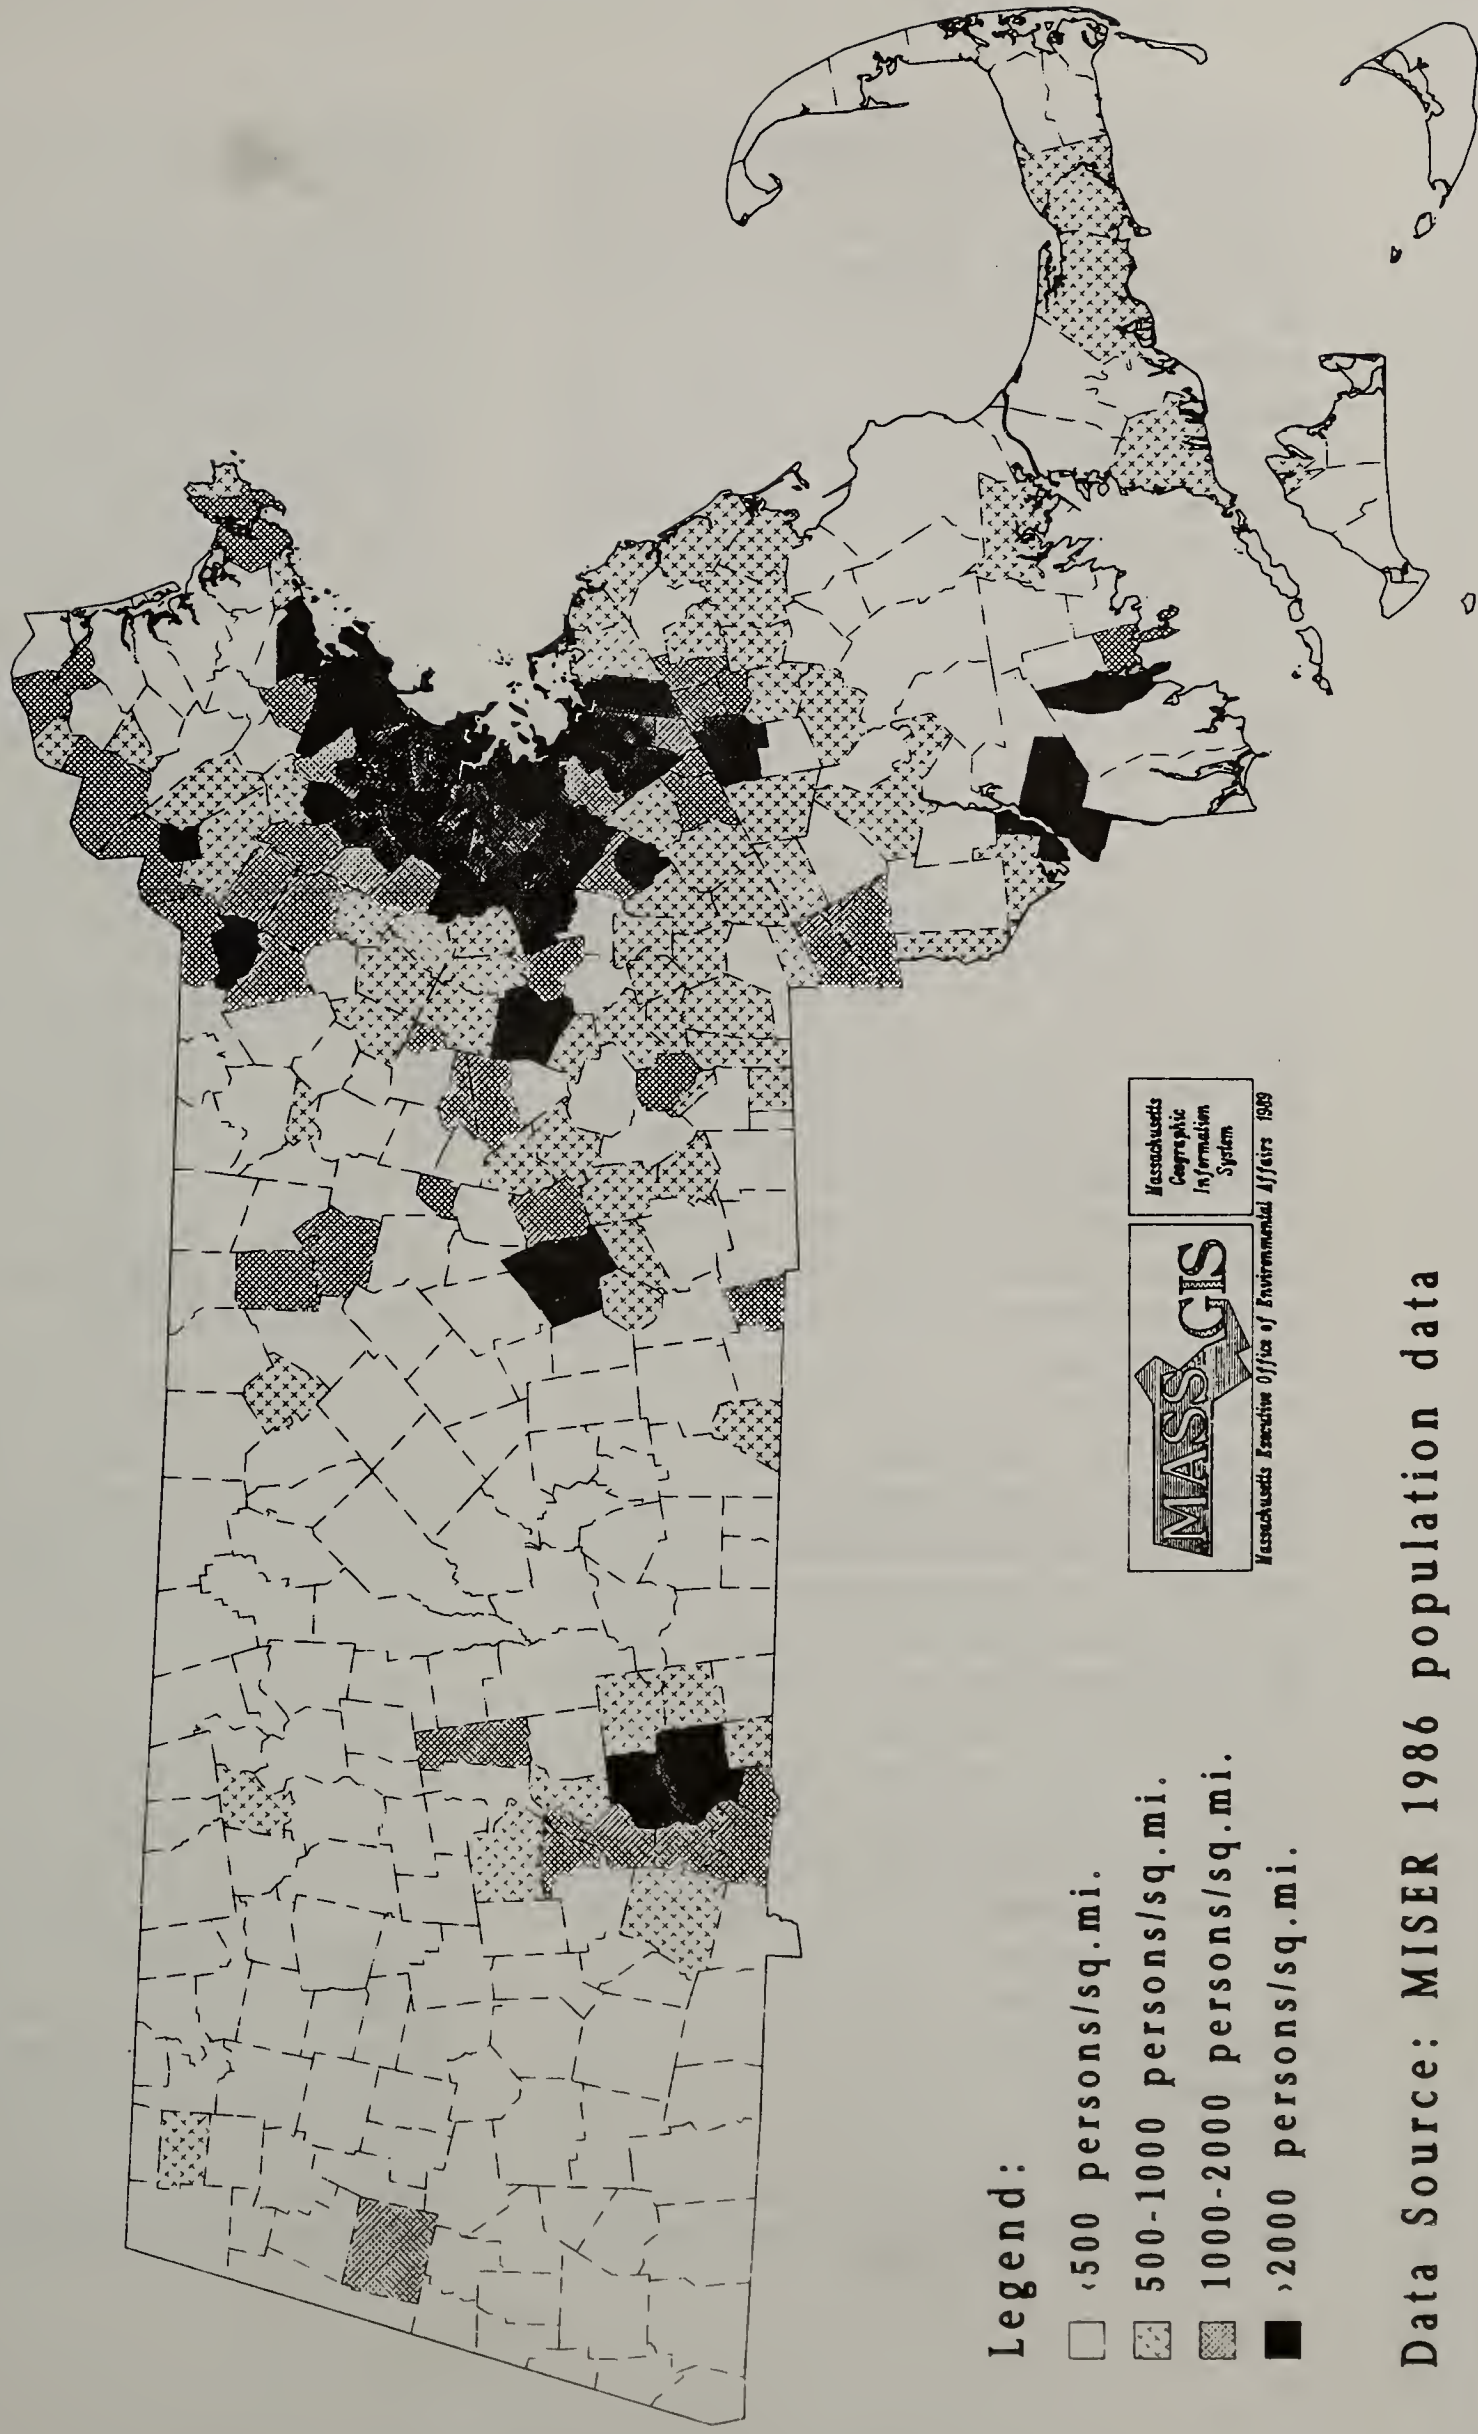 Legend:
<500 persons/sq.mi.
500-1000 persons/sq.mi.
1000-2000 persons/sq.mi.
>2000 persons/sq.mi.
MASS GIS
Massachusetts
Geographic
Information
System
Massachusetts Executive Office of Environmental Affairs 1989
Data Source: MISER 1986 population data